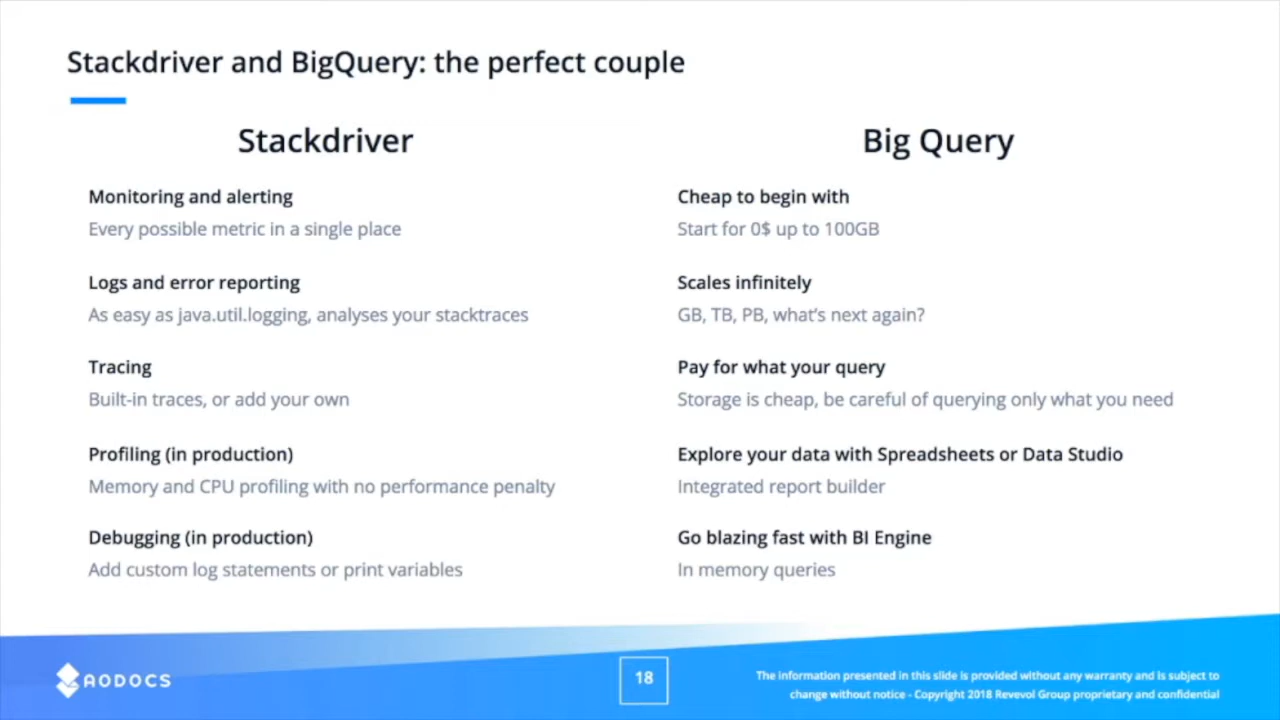 Stackdriver and BigQuery: the perfect couple
Stackdriver
Monitoring and alerting
Every possible metric in a single place
Logs and error reporting
As easy as java.util.logging, analyses your stacktraces
Tracing
Built-in traces, or add your own
Profiling (in production)
Memory and CPU profiling with no performance penalty
Debugging (in production)
Add custom log statements or print variables
Big Query
Cheap to begin with
Start for 0$ up to 100GB
Scales infinitely
GB, TB, PB, what's next again?
Pay for what your query
Storage is cheap, be careful of querying only what you need
Explore your data with Spreadsheets or Data Studio
Integrated report builder
Go blazing fast with BI Engine
In memory queries
AODOCS
18
The information presented in this slide is provided without any warranty and is subject to
change without notice - Copyright 2018 Revevol Group proprietary and confidential